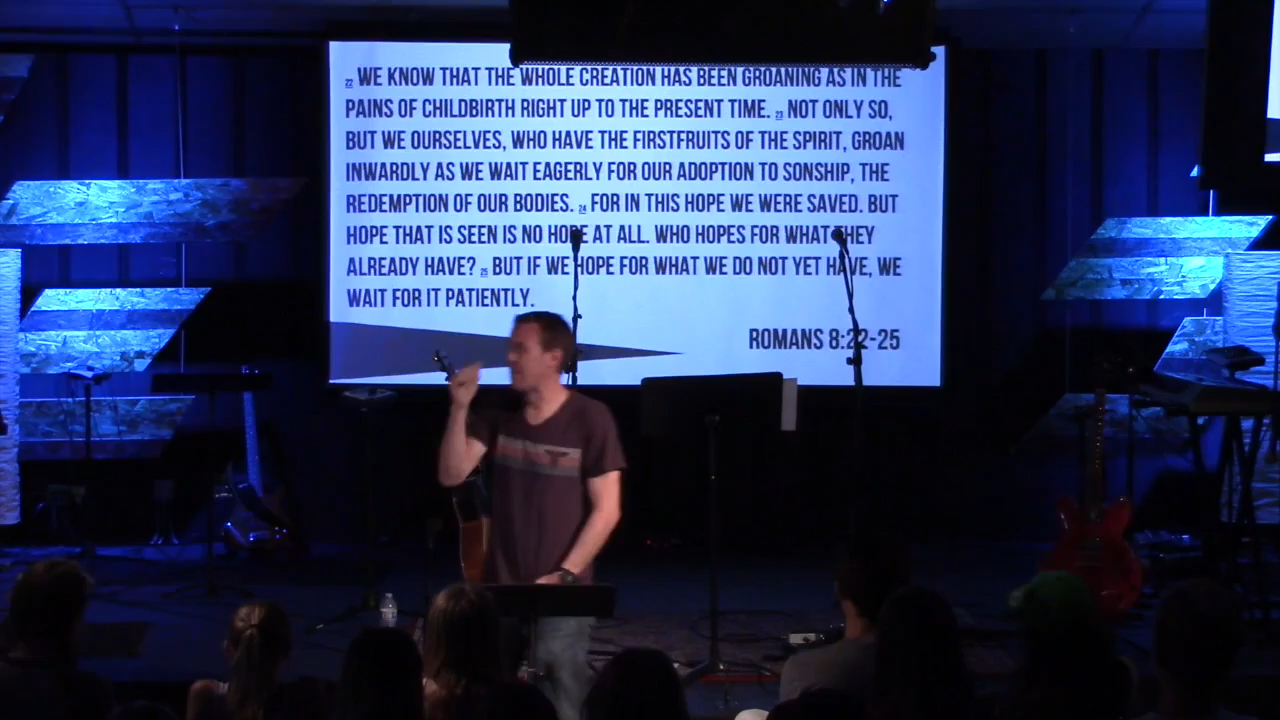 22 WE KNOW THAT THE WHOLE CREATION HAS BEEN GROANING AS IN THE
PAINS OF CHILDBIRTH RIGHT UP TO THE PRESENT TIME. 23 NOT ONLY SO,
BUT WE OURSELVES, WHO HAVE THE FIRSTFRUITS OF THE SPIRIT, GROAN
INWARDLY AS WE WAIT EAGERLY FOR OUR ADOPTION TO SONSHIP, THE
REDEMPTION OF OUR BODIES. 24 FOR IN THIS HOPE WE WERE SAVED. BUT
HOPE THAT IS SEEN IS NO HOPE AT ALL. WHO HOPES FOR WHAT THEY
ALREADY HAVE? 25 BUT IF WE HOPE FOR WHAT WE DO NOT YET HAVE, WE
WAIT FOR IT PATIENTLY.
ROMANS 8:22-25